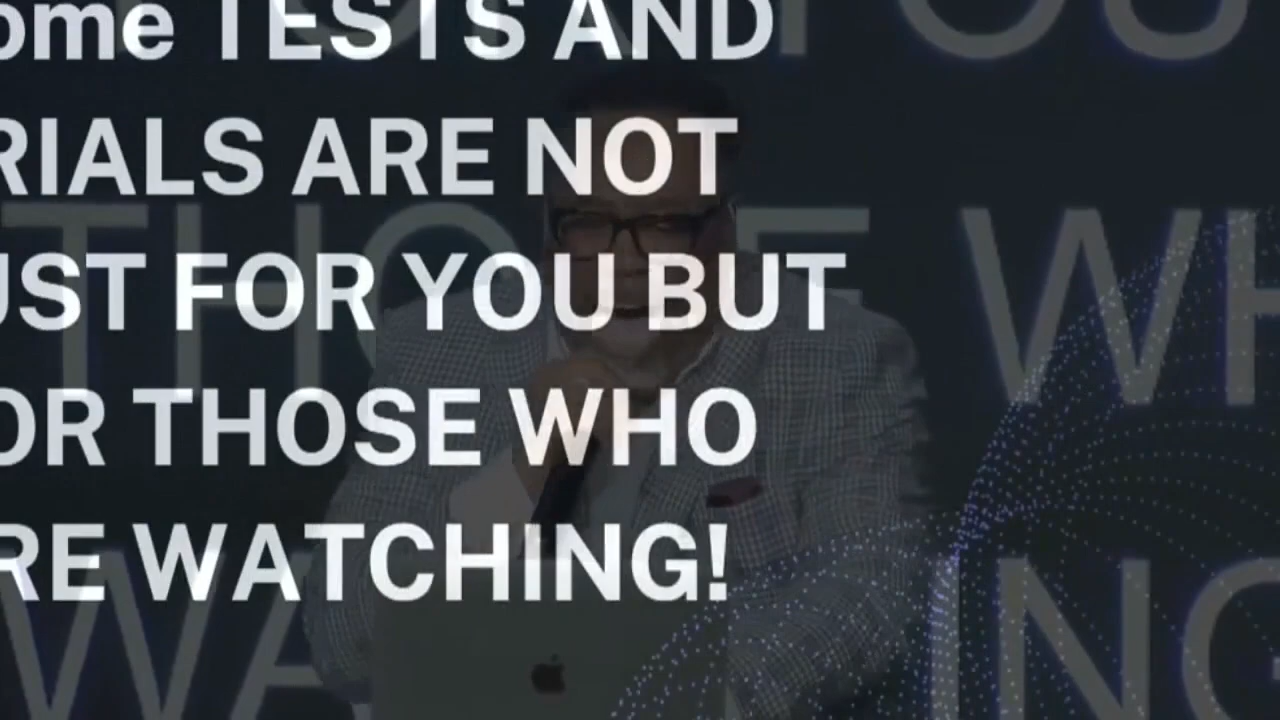 ome TESTS AND
RIALS ARE NOT
UST FOR YOU BUT
OR THOSE WHO
RE WATCHING!